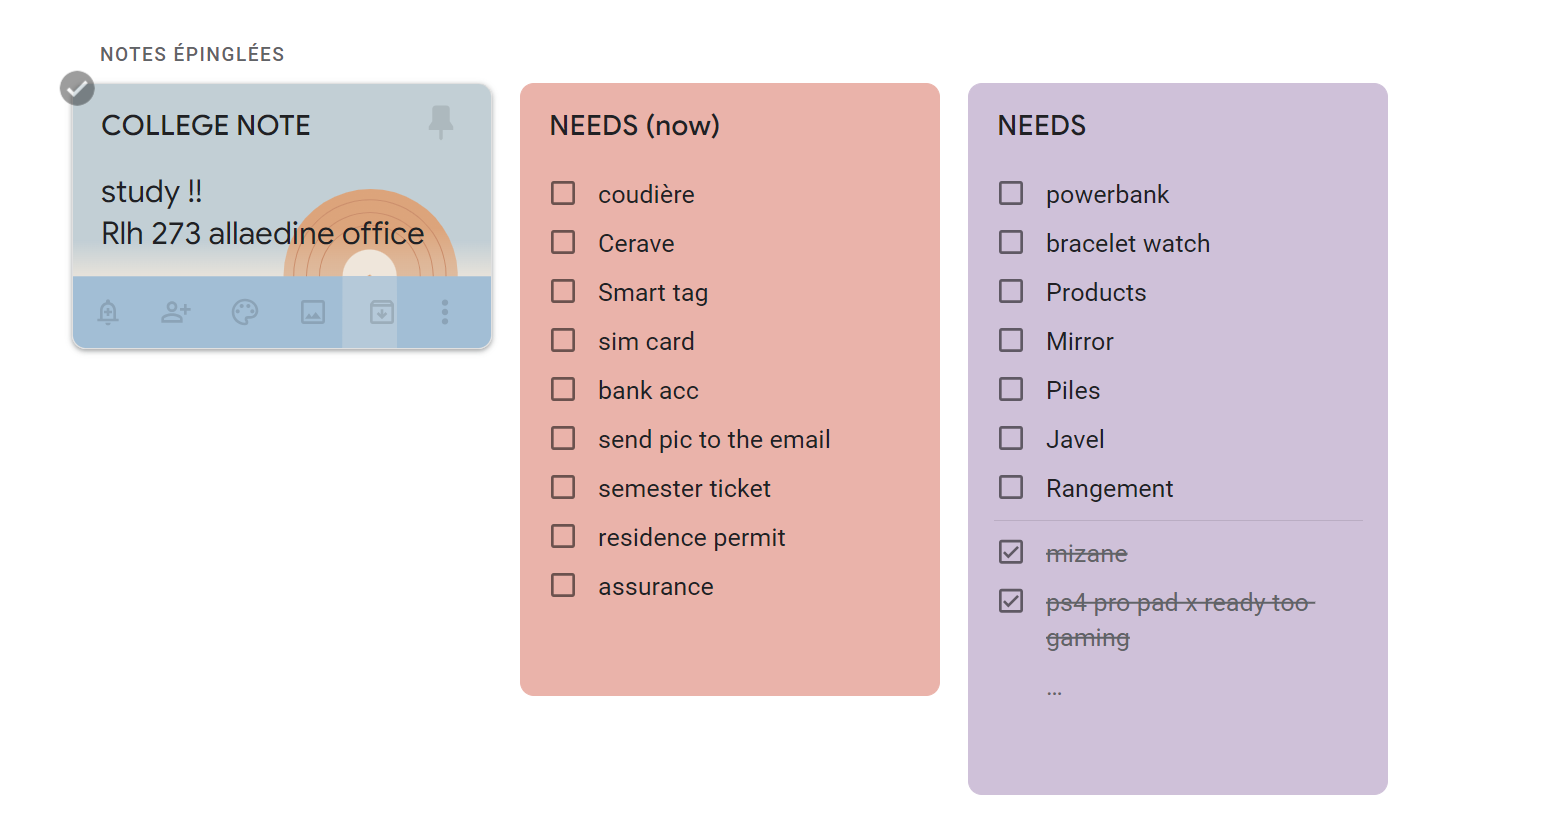 NOTES ÉPINGLÉES
COLLEGE NOTE
study !!
Rlh 273 allaedine office
NEEDS (now)
coudière
Cerave
Smart tag
sim card
bank acc
send pic to the email
semester ticket
residence permit
assurance
NEEDS
powerbank
bracelet watch
Products
Mirror
Piles
Javel
Rangement
mizane
ps4 pro pad x ready too
gaming
...